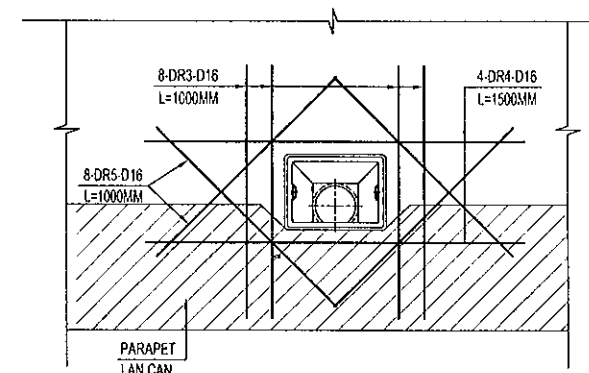 8-DR3-D16
L=1000MM
4-DR4-D16
L=1500MM
8-DR5-D16
L=1000MM
PARAPET
LAN CAN